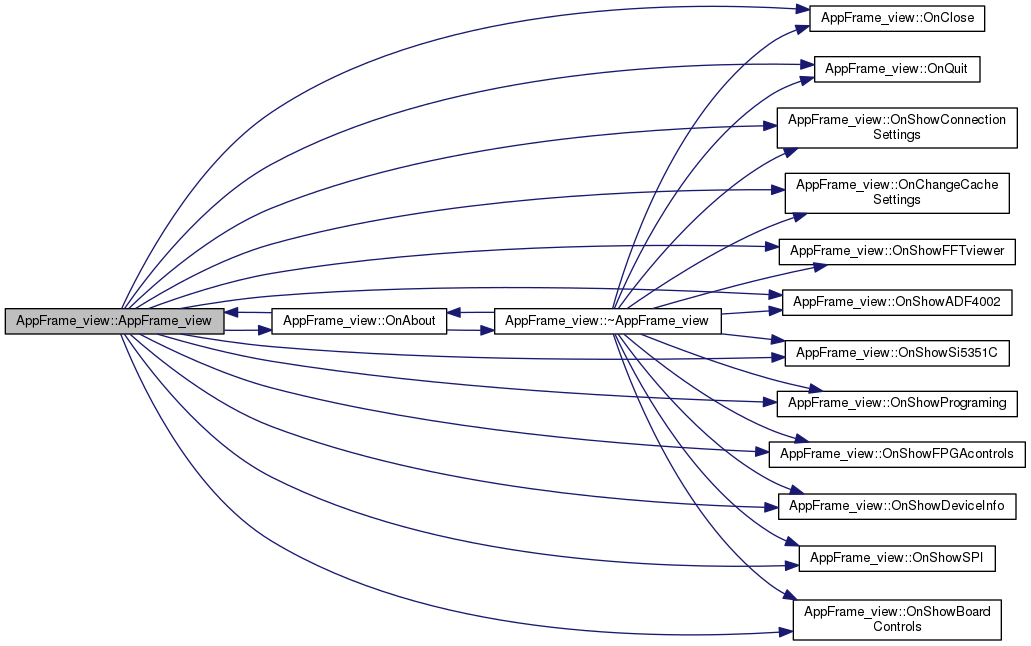 AppFrame_view::OnClose
AppFrame_view::OnQuit
AppFrame_view::OnShowConnection
Settings
AppFrame_view::OnChangeCache
Settings
AppFrame_view::OnShowFFTviewer
AppFrame_view::OnShowADF4002
AppFrame_view::AppFrame_view
AppFrame_view::OnAbout
AppFrame_view::~AppFrame_view
AppFrame_view::OnShowSi5351C
AppFrame_view::OnShowPrograming
AppFrame_view::OnShowFPGAcontrols
AppFrame_view::OnShowDeviceInfo
AppFrame_view::OnShowSPI
AppFrame_view::OnShowBoard
Controls